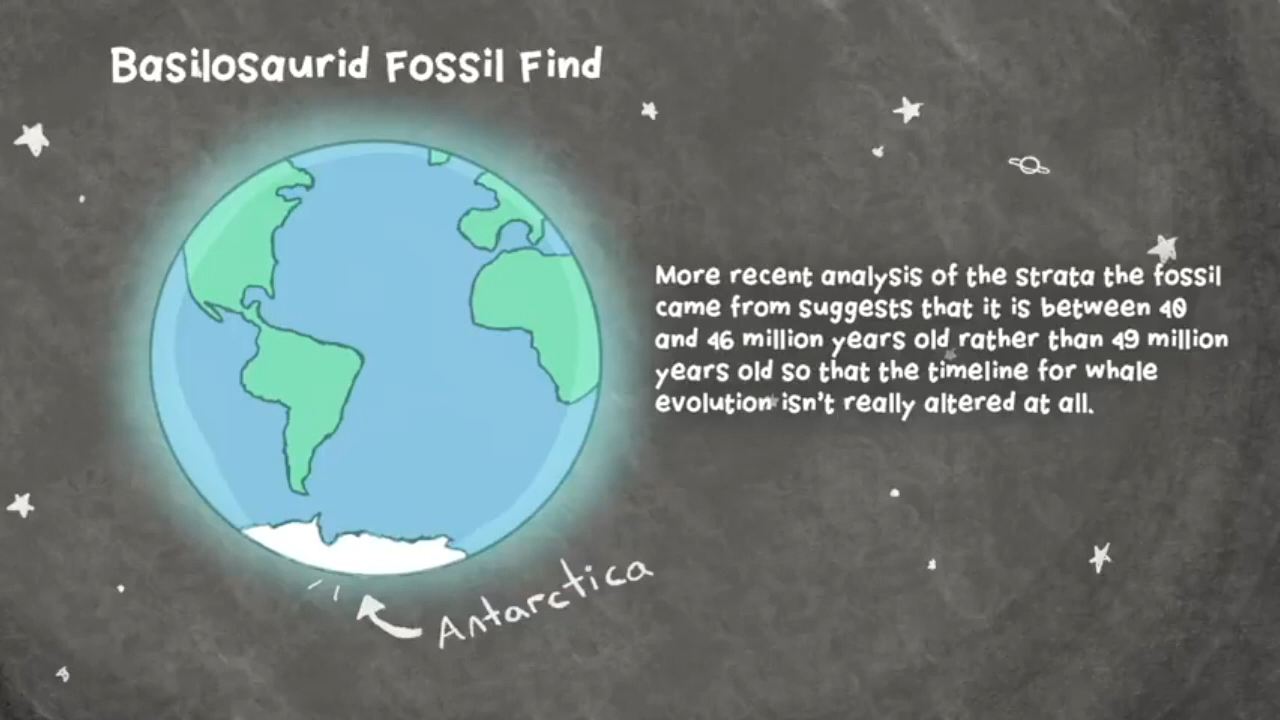 Basilosaurid Fossil Find
More recent analysis of the strata the fossil
came from suggests that it is between 40
and 46 million years old rather than 49 million
years old so that the timeline for whale
evolution isn't really altered at all.
Antarctica